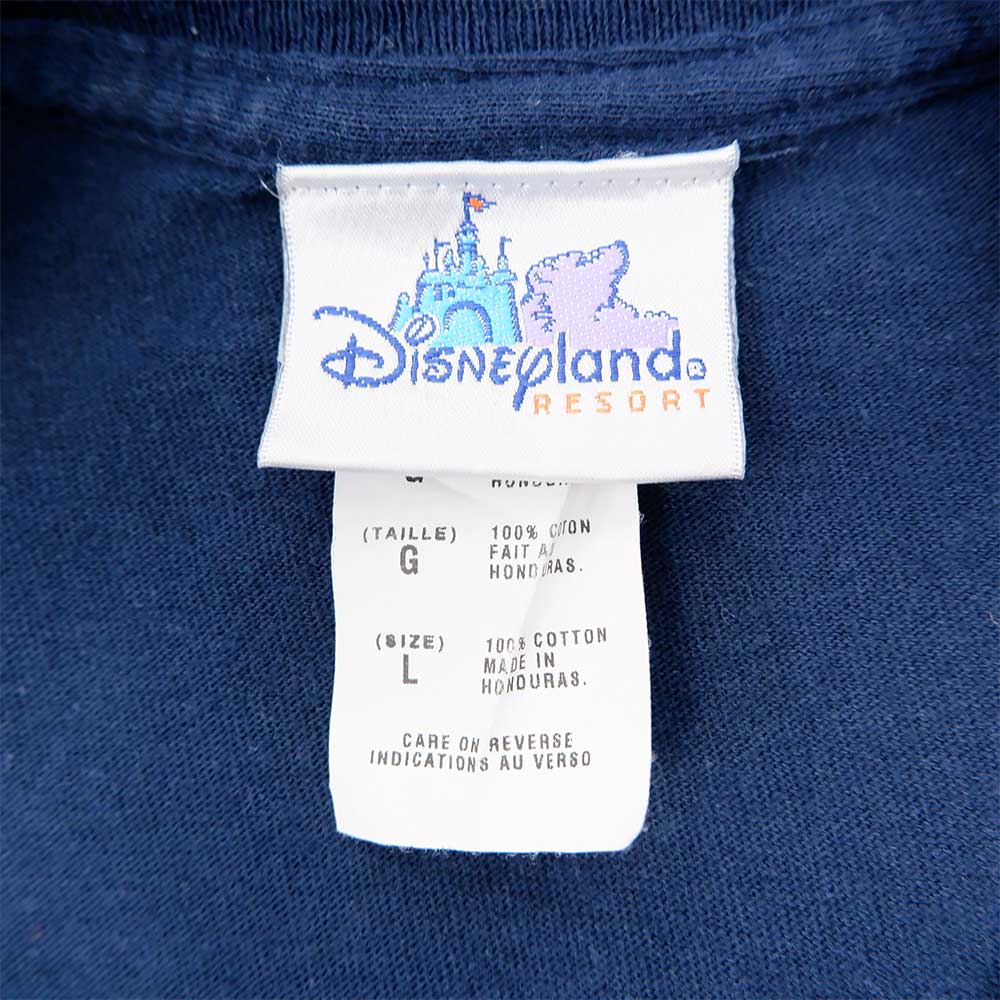 Disneyland®
RESORT
(TAILLE) 100% COTON
G FAIT AU
HONDURAS.
(SIZE) 100% COTTON
L MADE IN
HONDURAS.
CARE ON REVERSE
INDICATIONS AU VERSO